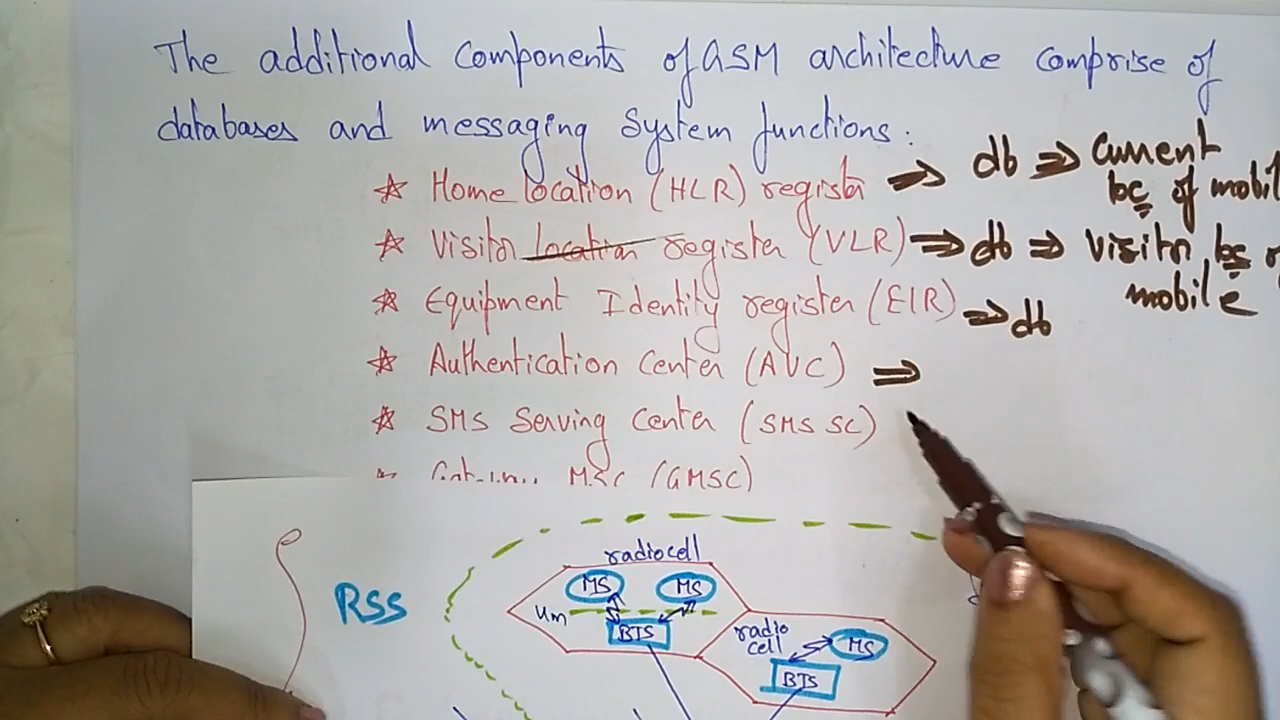 The additional components of GSM architecture comprise of
databases and messaging System functions:
☆ Home location (HLR) register ⇒ db ⇒ current
loc of mobil
☆ Visitor location register (VLR) ⇒ db ⇒ visitor loc of
mobile
☆ Equipment Identity register (EIR) ⇒ db
☆ Authentication Center (AUC) ⇒
☆ SMS Serving Center (SMS SC)
MSC (GMSC)
RSS
radiocell
MS MS
Um
BTS
radio
cell
MS
BTS